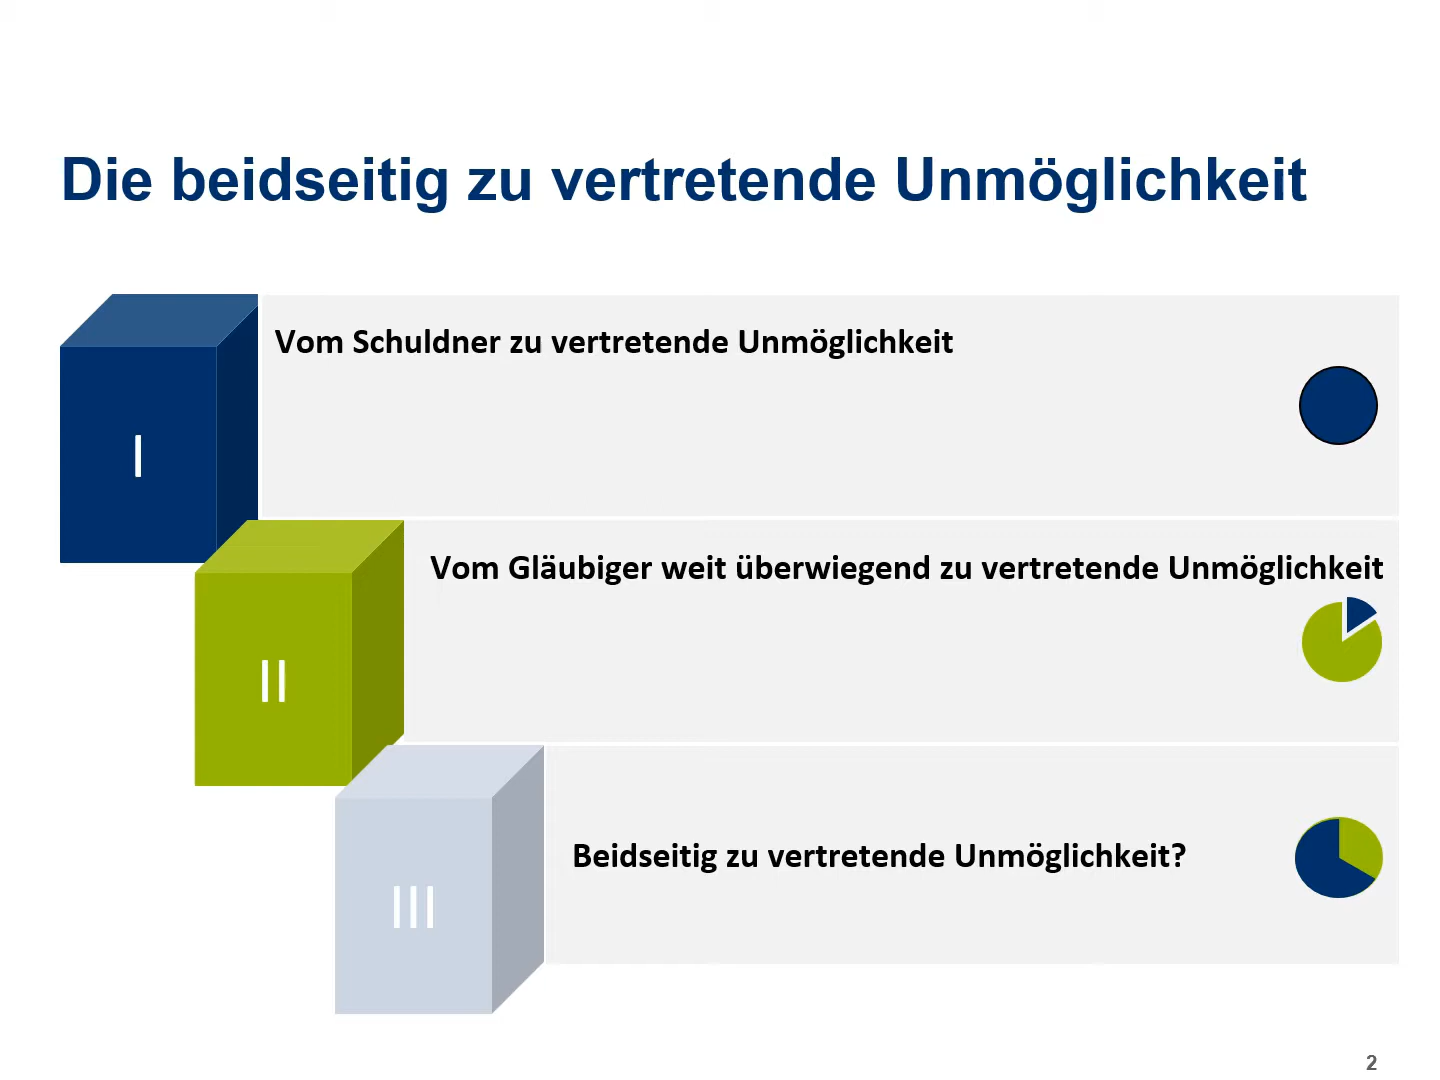 Die beidseitig zu vertretende Unmöglichkeit
I
Vom Schuldner zu vertretende Unmöglichkeit
II
Vom Gläubiger weit überwiegend zu vertretende Unmöglichkeit
III
Beidseitig zu vertretende Unmöglichkeit?
2